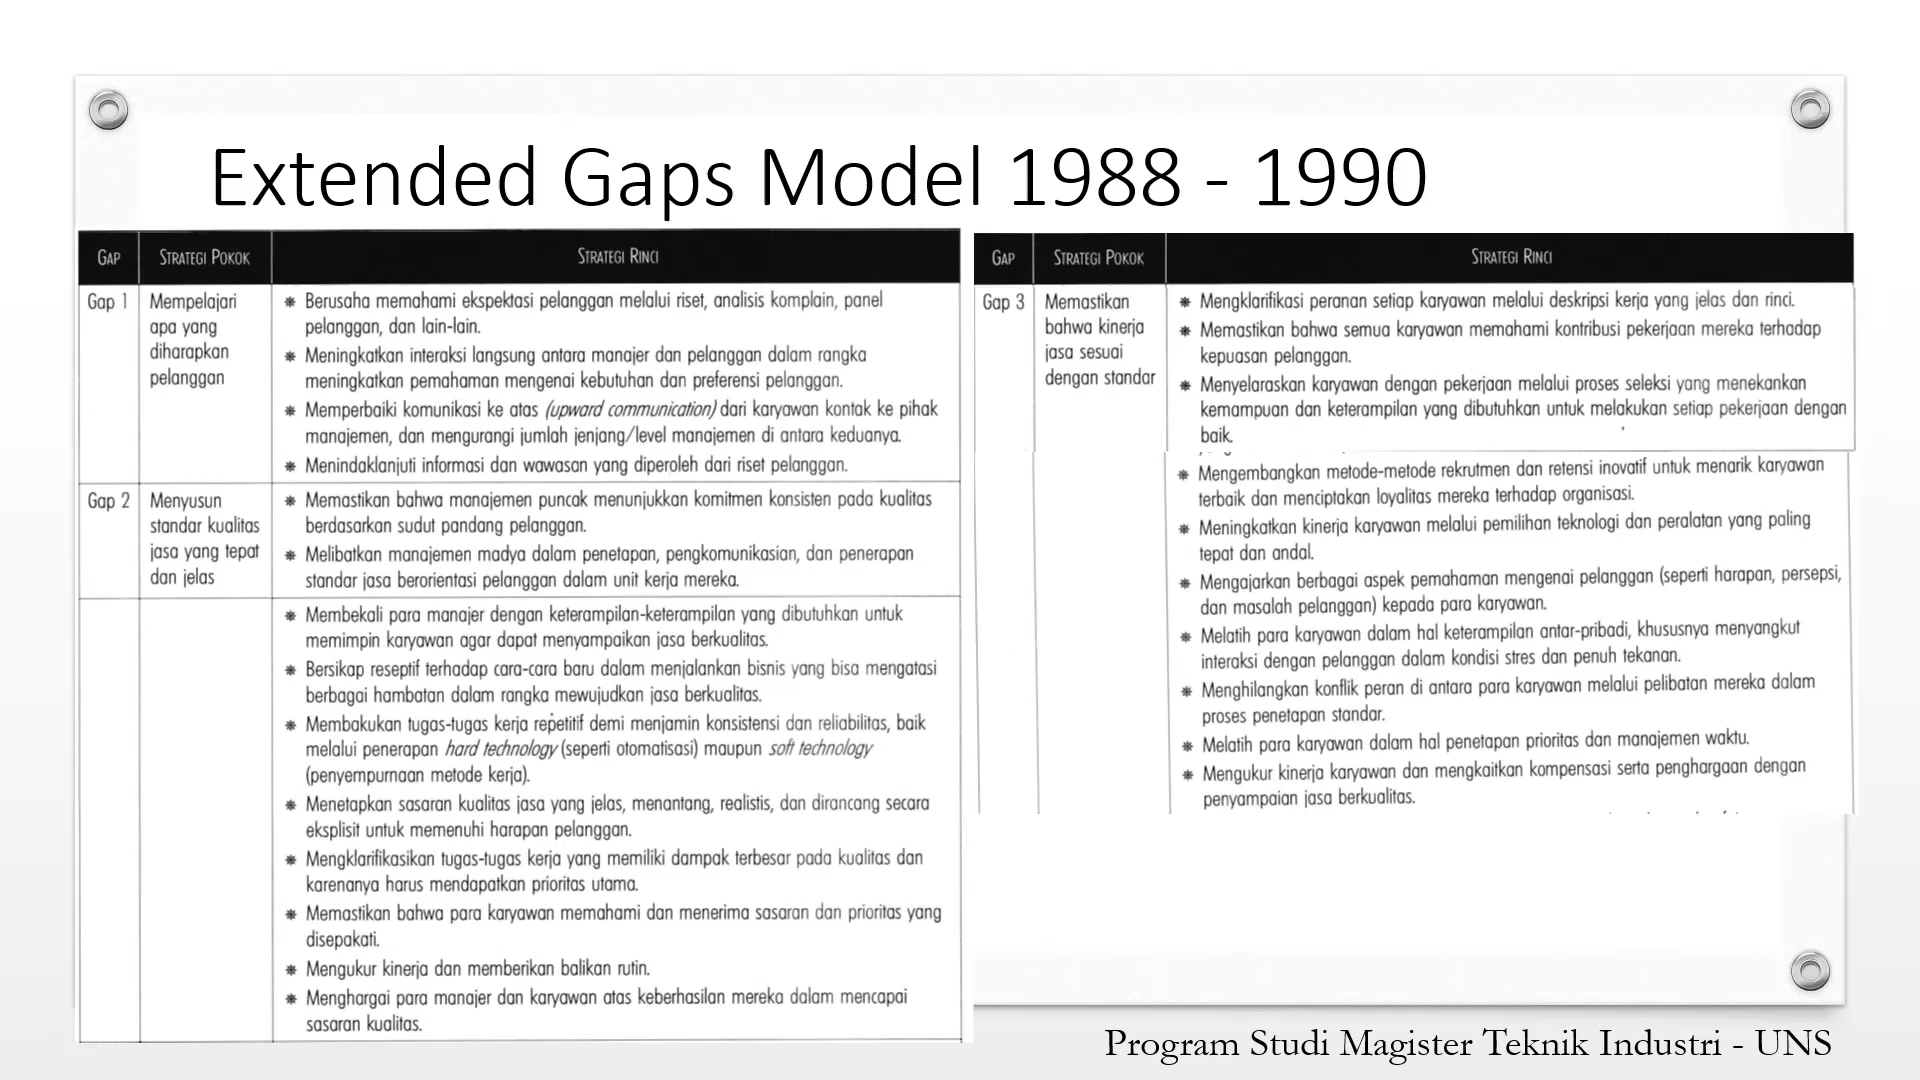 Extended Gaps Model 1988 - 1990
GAP STRATEGI POKOK STRATEGI RINCI
Gap 1 Mempelajari
apa yang
diharapkan
pelanggan
⁕ Berusaha memahami ekspektasi pelanggan melalui riset, analisis komplain, panel
pelanggan, dan lain-lain.
⁕ Meningkatkan interaksi langsung antara manajer dan pelanggan dalam rangka
meningkatkan pemahaman mengenai kebutuhan dan preferensi pelanggan.
⁕ Memperbaiki komunikasi ke atas (upward communication) dari karyawan kontak ke pihak
manajemen, dan mengurangi jumlah jenjang/level manajemen di antara keduanya.
⁕ Menindaklanjuti informasi dan wawasan yang diperoleh dari riset pelanggan.
Gap 2 Menyusun
standar kualitas
jasa yang tepat
dan jelas
⁕ Memastikan bahwa manajemen puncak menunjukkan komitmen konsisten pada kualitas
berdasarkan sudut pandang pelanggan.
⁕ Melibatkan manajemen madya dalam penetapan, pengkomunikasian, dan penerapan
standar jasa berorientasi pelanggan dalam unit kerja mereka.
⁕ Membekali para manajer dengan keterampilan-keterampilan yang dibutuhkan untuk
memimpin karyawan agar dapat menyampaikan jasa berkualitas.
⁕ Bersikap reseptif terhadap cara-cara baru dalam menjalankan bisnis yang bisa mengatasi
berbagai hambatan dalam rangka mewujudkan jasa berkualitas.
⁕ Membakukan tugas-tugas kerja repetitif demi menjamin konsistensi dan reliabilitas, baik
melalui penerapan hard technology (seperti otomatisasi) maupun soft technology
(penyempurnaan metode kerja).
⁕ Menetapkan sasaran kualitas jasa yang jelas, menantang, realistis, dan dirancang secara
eksplisit untuk memenuhi harapan pelanggan.
⁕ Mengklarifikasikan tugas-tugas kerja yang memiliki dampak terbesar pada kualitas dan
karenanya harus mendapatkan prioritas utama.
⁕ Memastikan bahwa para karyawan memahami dan menerima sasaran dan prioritas yang
disepakati.
⁕ Mengukur kinerja dan memberikan balikan rutin.
⁕ Menghargai para manajer dan karyawan atas keberhasilan mereka dalam mencapai
sasaran kualitas.
GAP STRATEGI POKOK STRATEGI RINCI
Gap 3 Memastikan
bahwa kinerja
jasa sesuai
dengan standar
⁕ Mengklarifikasi peranan setiap karyawan melalui deskripsi kerja yang jelas dan rinci.
⁕ Memastikan bahwa semua karyawan memahami kontribusi pekerjaan mereka terhadap
kepuasan pelanggan.
⁕ Menyelaraskan karyawan dengan pekerjaan melalui proses seleksi yang menekankan
kemampuan dan keterampilan yang dibutuhkan untuk melakukan setiap pekerjaan dengan
baik.
⁕ Mengembangkan metode-metode rekrutmen dan retensi inovatif untuk menarik karyawan
terbaik dan menciptakan loyalitas mereka terhadap organisasi.
⁕ Meningkatkan kinerja karyawan melalui pemilihan teknologi dan peralatan yang paling
tepat dan andal.
⁕ Mengajarkan berbagai aspek pemahaman mengenai pelanggan (seperti harapan, persepsi,
dan masalah pelanggan) kepada para karyawan.
⁕ Melatih para karyawan dalam hal keterampilan antar-pribadi, khususnya menyangkut
interaksi dengan pelanggan dalam kondisi stres dan penuh tekanan.
⁕ Menghilangkan konflik peran di antara para karyawan melalui pelibatan mereka dalam
proses penetapan standar.
⁕ Melatih para karyawan dalam hal penetapan prioritas dan manajemen waktu.
⁕ Mengukur kinerja karyawan dan mengkaitkan kompensasi serta penghargaan dengan
penyampaian jasa berkualitas.
Program Studi Magister Teknik Industri - UNS